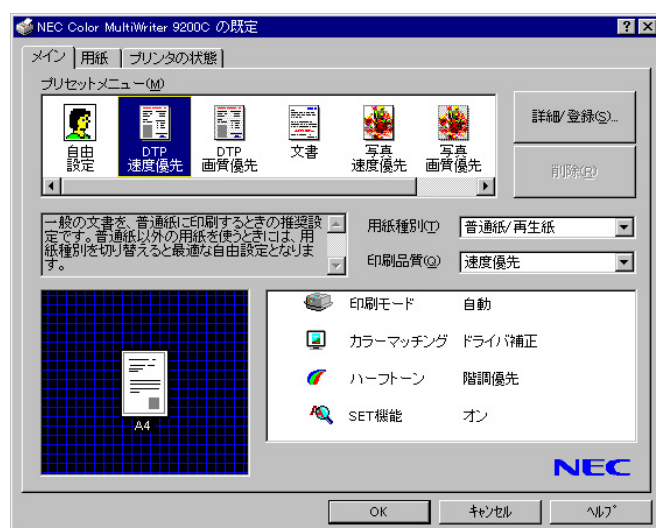 NEC Color MultiWriter 9200C の既定
メイン
用紙
プリンタの状態
プリセットメニュー(M)
自由
設定
DTP
速度優先
DTP
画質優先
文書
写真
速度優先
写真
画質優先
詳細/登録(S)...
削除(R)
一般の文書を、普通紙に印刷するときの推奨設
定です。普通紙以外の用紙を使うときには、用
紙種別を切り替えると最適な自由設定となりま
す。
用紙種別(T)
普通紙/再生紙
印刷品質(Q)
速度優先
A4
印刷モード 自動
カラーマッチング ドライバ補正
ハーフトーン 階調優先
SET機能 オン
NEC
OK
キャンセル
ヘルプ